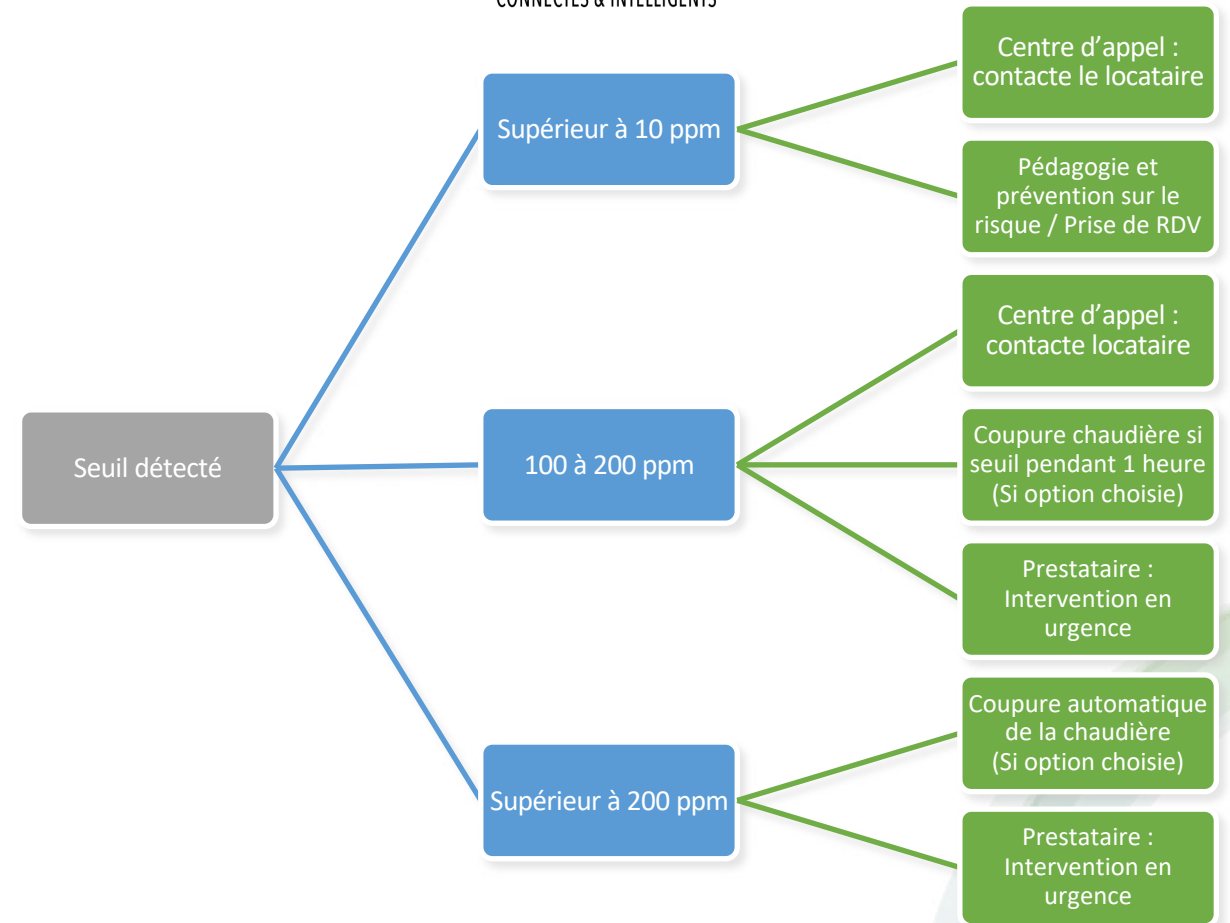 CONNECTÉS & INTELLIGENTS
Centre d’appel :
contacte le locataire
Supérieur à 10 ppm
Pédagogie et
prévention sur le
risque / Prise de RDV
Centre d’appel :
contacte locataire
Seuil détecté
100 à 200 ppm
Coupure chaudière si
seuil pendant 1 heure
(Si option choisie)
Prestataire :
Intervention en
urgence
Coupure automatique
de la chaudière
(Si option choisie)
Supérieur à 200 ppm
Prestataire :
Intervention en
urgence